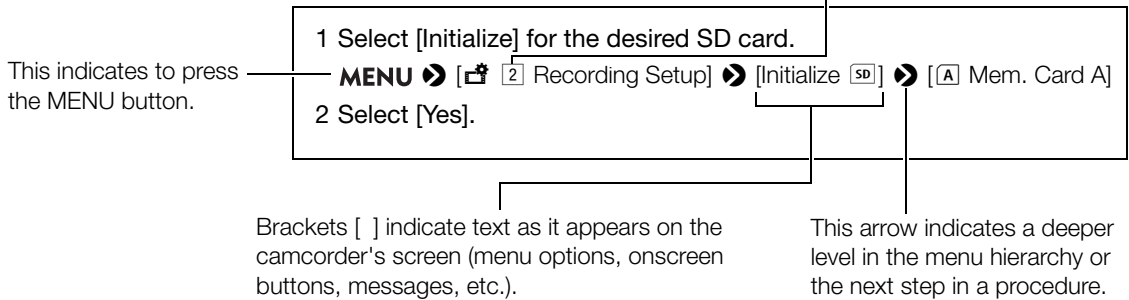 1 Select [Initialize] for the desired SD card.
This indicates to press
the MENU button.
MENU > [2 Recording Setup] > [Initialize SD] > [A Mem. Card A]
2 Select [Yes].
Brackets [ ] indicate text as it appears on the
camcorder's screen (menu options, onscreen
buttons, messages, etc.).
This arrow indicates a deeper
level in the menu hierarchy or
the next step in a procedure.